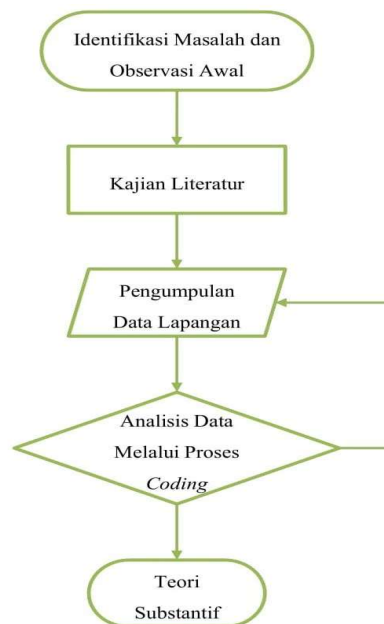 Identifikasi Masalah dan
Observasi Awal
Kajian Literatur
Pengumpulan
Data Lapangan
Analisis Data
Melalui Proses
Coding
Teori
Substantif